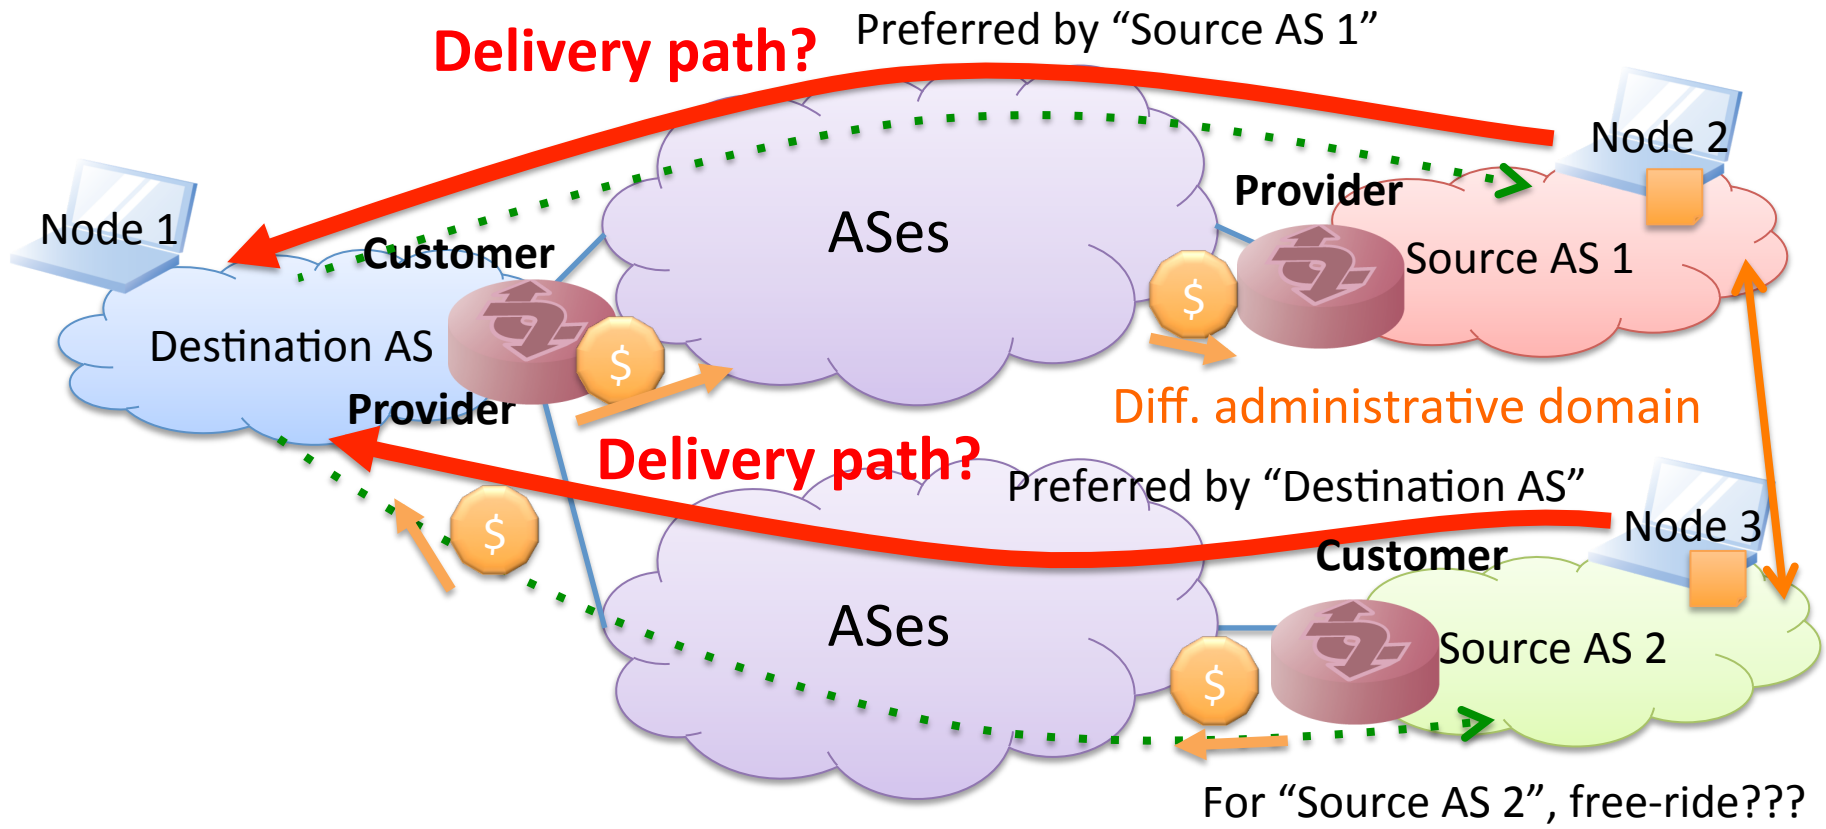 Delivery path?
Preferred by “Source AS 1”
Node 2
Node 1
Provider
Customer
ASes
Source AS 1
$
Destination AS
$
Provider
Diff. administrative domain
Delivery path?
Preferred by “Destination AS”
Node 3
$
Customer
ASes
Source AS 2
$
For “Source AS 2”, free-ride???